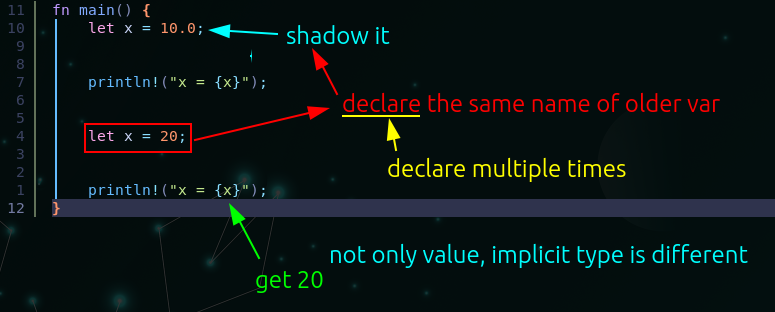 11 fn main() {
10 let x = 10.0;
shadow it
9
8
7 println!("x = {x}");
6
declare the same name of older var
5
4 let x = 20;
3
declare multiple times
2
1 println!("x = {x}");
12 }
not only value, implicit type is different
get 20